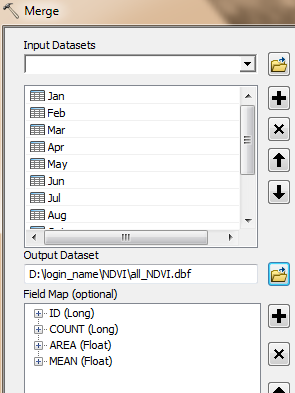 Merge
Input Datasets
Jan
Feb
Mar
Apr
May
Jun
Jul
Aug
Output Dataset
D:\login_name\NDVI\all_NDVI.dbf
Field Map (optional)
ID (Long)
COUNT (Long)
AREA (Float)
MEAN (Float)